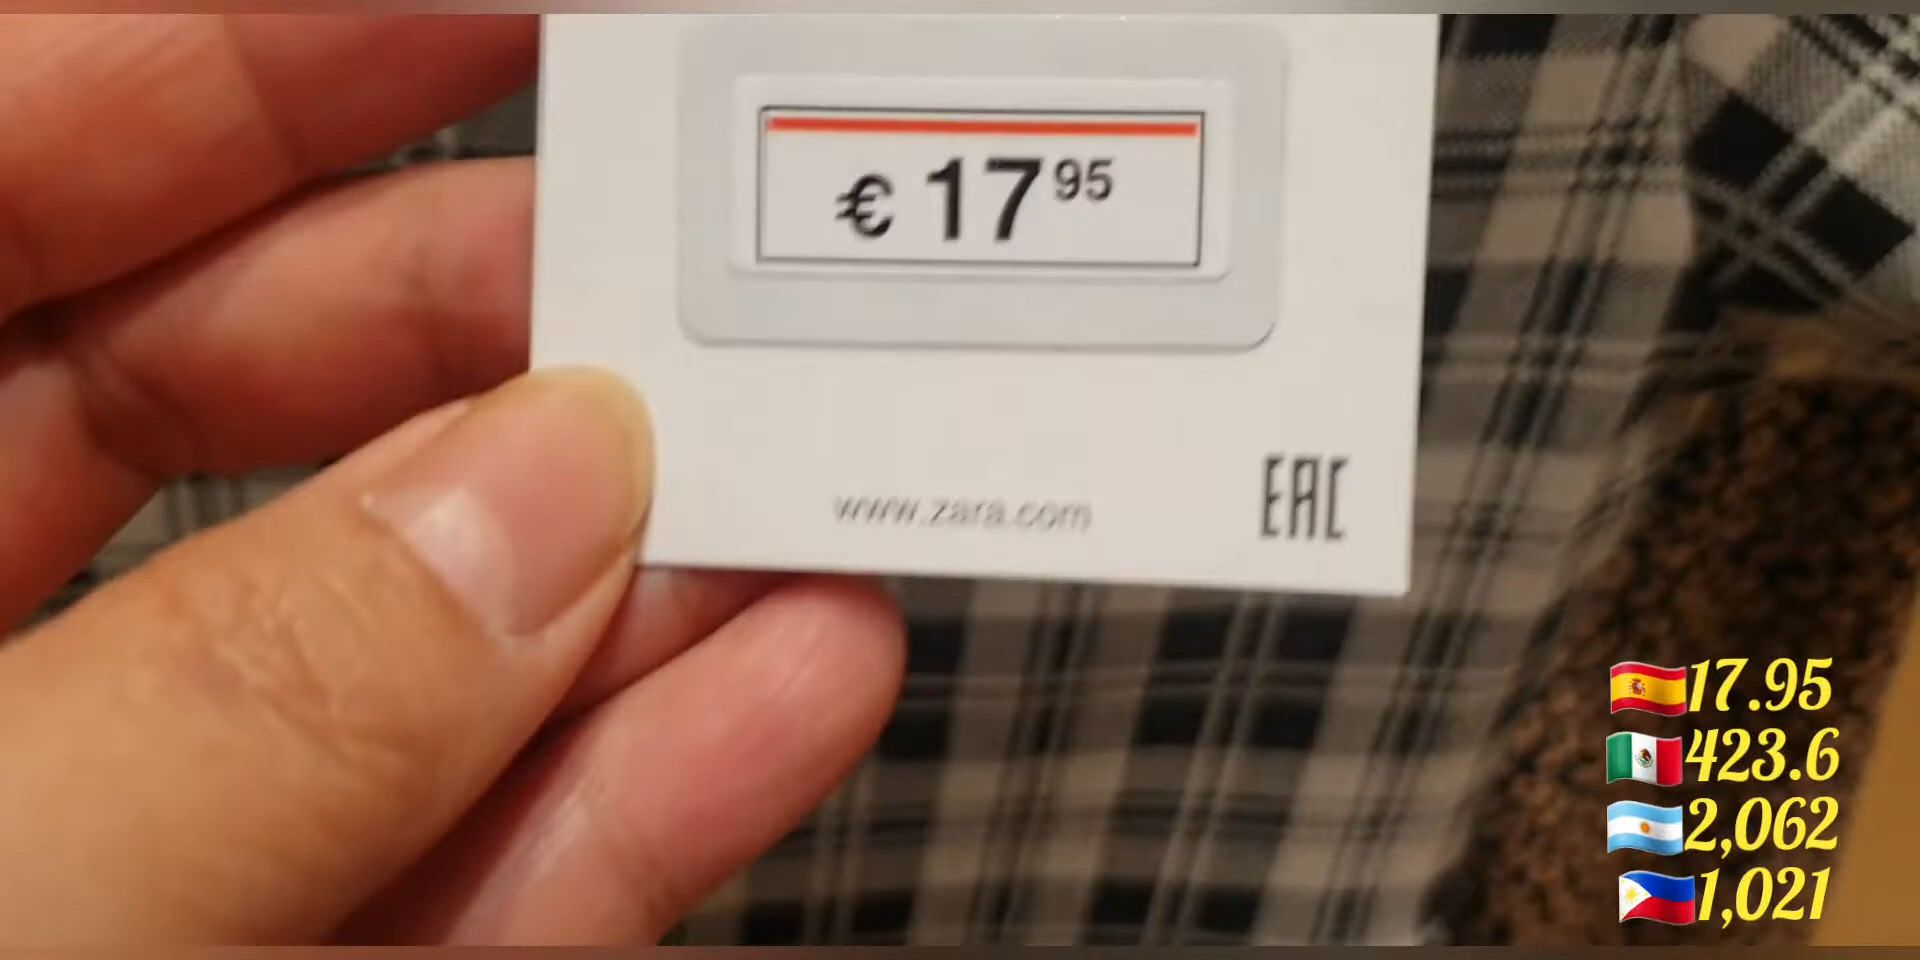 € 17 95
www.zara.com
EAC
🇪🇸17.95
🇲🇽423.6
🇦🇷2,062
🇵🇭1,021